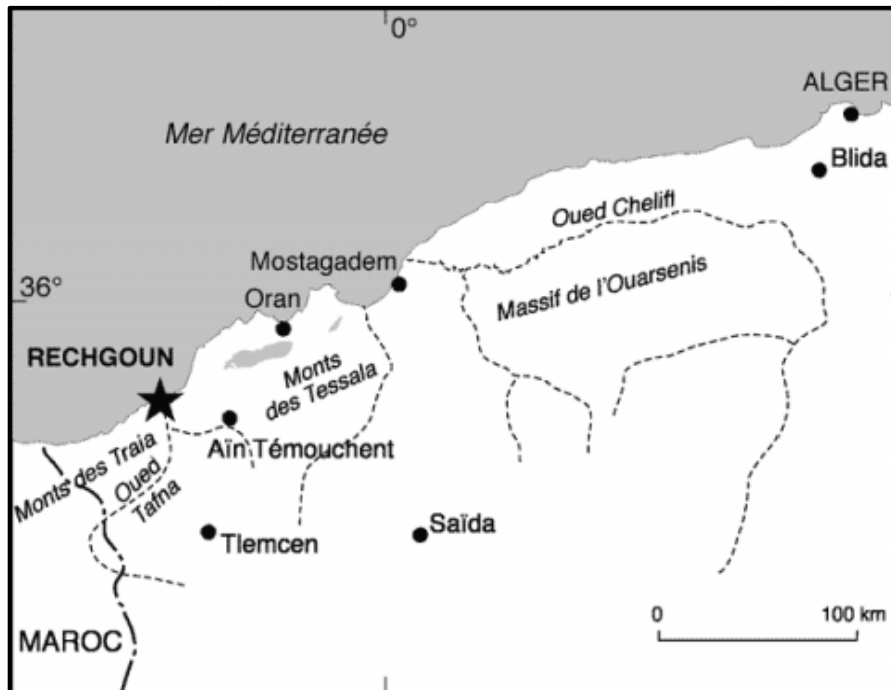 0°
ALGER
Mer Méditerranée
Blida
Oued Cheliff
Mostagadem
Massif de l'Ouarsenis
36°
Oran
RECHGOUN
Monts
des Tessala
Aïn Témouchent
Monts des Traia
Oued
Tafna
Tlemcen
Saïda
0
100 km
MAROC